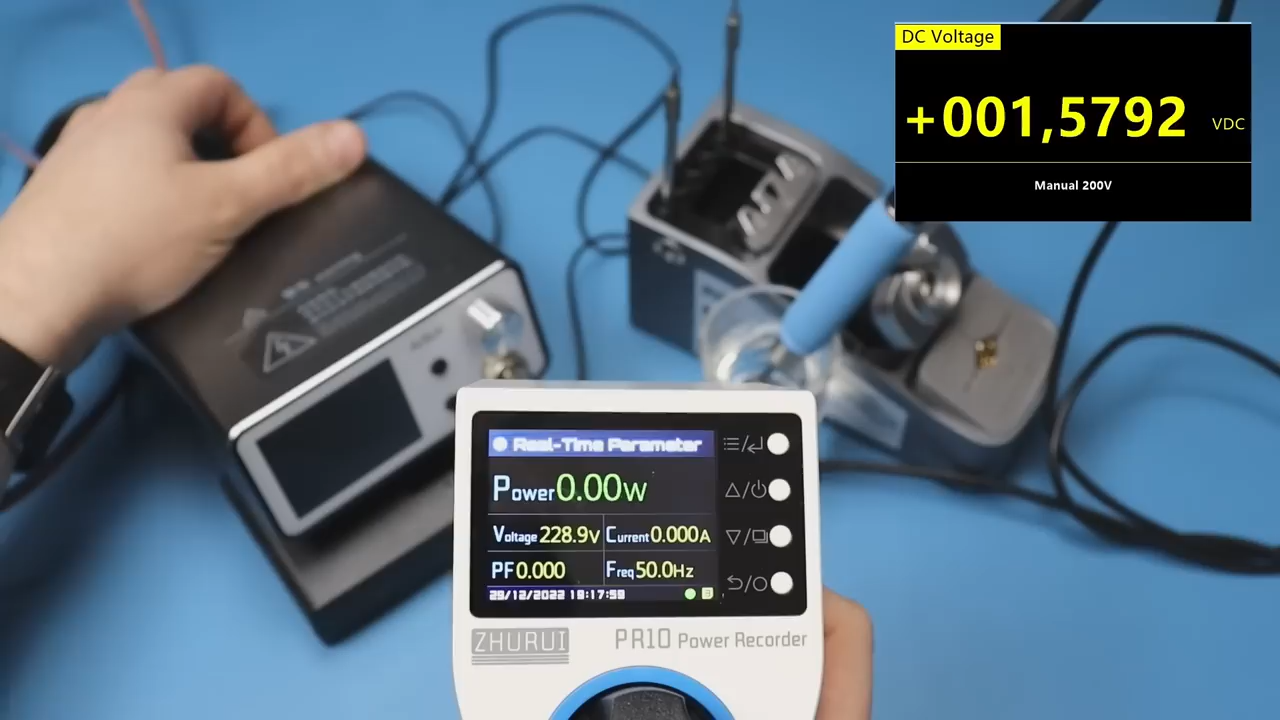 DC Voltage
+001,5792 VDC
Manual 200V
Real-Time Parameter
Power 0.00W
Voltage 228.9V Current 0.000A
PF 0.000 Freq 50.0Hz
29/12/2022 19:17:59
ZHURUI PR10 Power Recorder